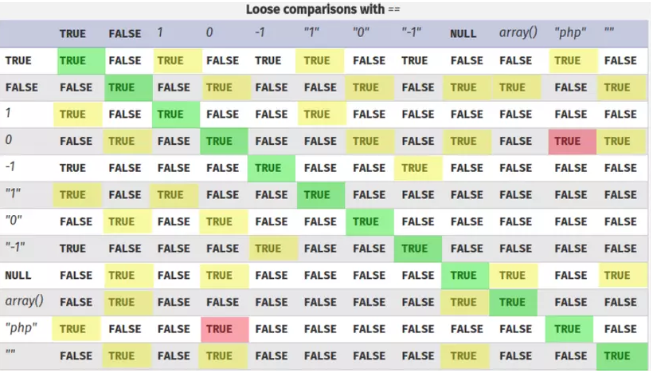 Loose comparisons with ==
TRUE FALSE 1 0 -1 "1" "0" "-1" NULL array() "php" ""
TRUE TRUE FALSE TRUE FALSE TRUE TRUE FALSE TRUE FALSE FALSE TRUE FALSE
FALSE FALSE TRUE FALSE TRUE FALSE FALSE TRUE FALSE TRUE TRUE FALSE TRUE
1 TRUE FALSE TRUE FALSE FALSE TRUE FALSE FALSE FALSE FALSE FALSE FALSE
0 FALSE TRUE FALSE TRUE FALSE FALSE TRUE FALSE TRUE FALSE TRUE TRUE
-1 TRUE FALSE FALSE FALSE TRUE FALSE FALSE TRUE FALSE FALSE FALSE FALSE
"1" TRUE FALSE TRUE FALSE FALSE TRUE FALSE FALSE FALSE FALSE FALSE FALSE
"0" FALSE TRUE FALSE TRUE FALSE FALSE TRUE FALSE FALSE FALSE FALSE FALSE
"-1" TRUE FALSE FALSE FALSE TRUE FALSE FALSE TRUE FALSE FALSE FALSE FALSE
NULL FALSE TRUE FALSE TRUE FALSE FALSE FALSE FALSE TRUE TRUE FALSE TRUE
array() FALSE TRUE FALSE FALSE FALSE FALSE FALSE FALSE TRUE TRUE FALSE FALSE
"php" TRUE FALSE FALSE TRUE FALSE FALSE FALSE FALSE FALSE FALSE TRUE FALSE
"" FALSE TRUE FALSE TRUE FALSE FALSE FALSE FALSE TRUE FALSE FALSE TRUE